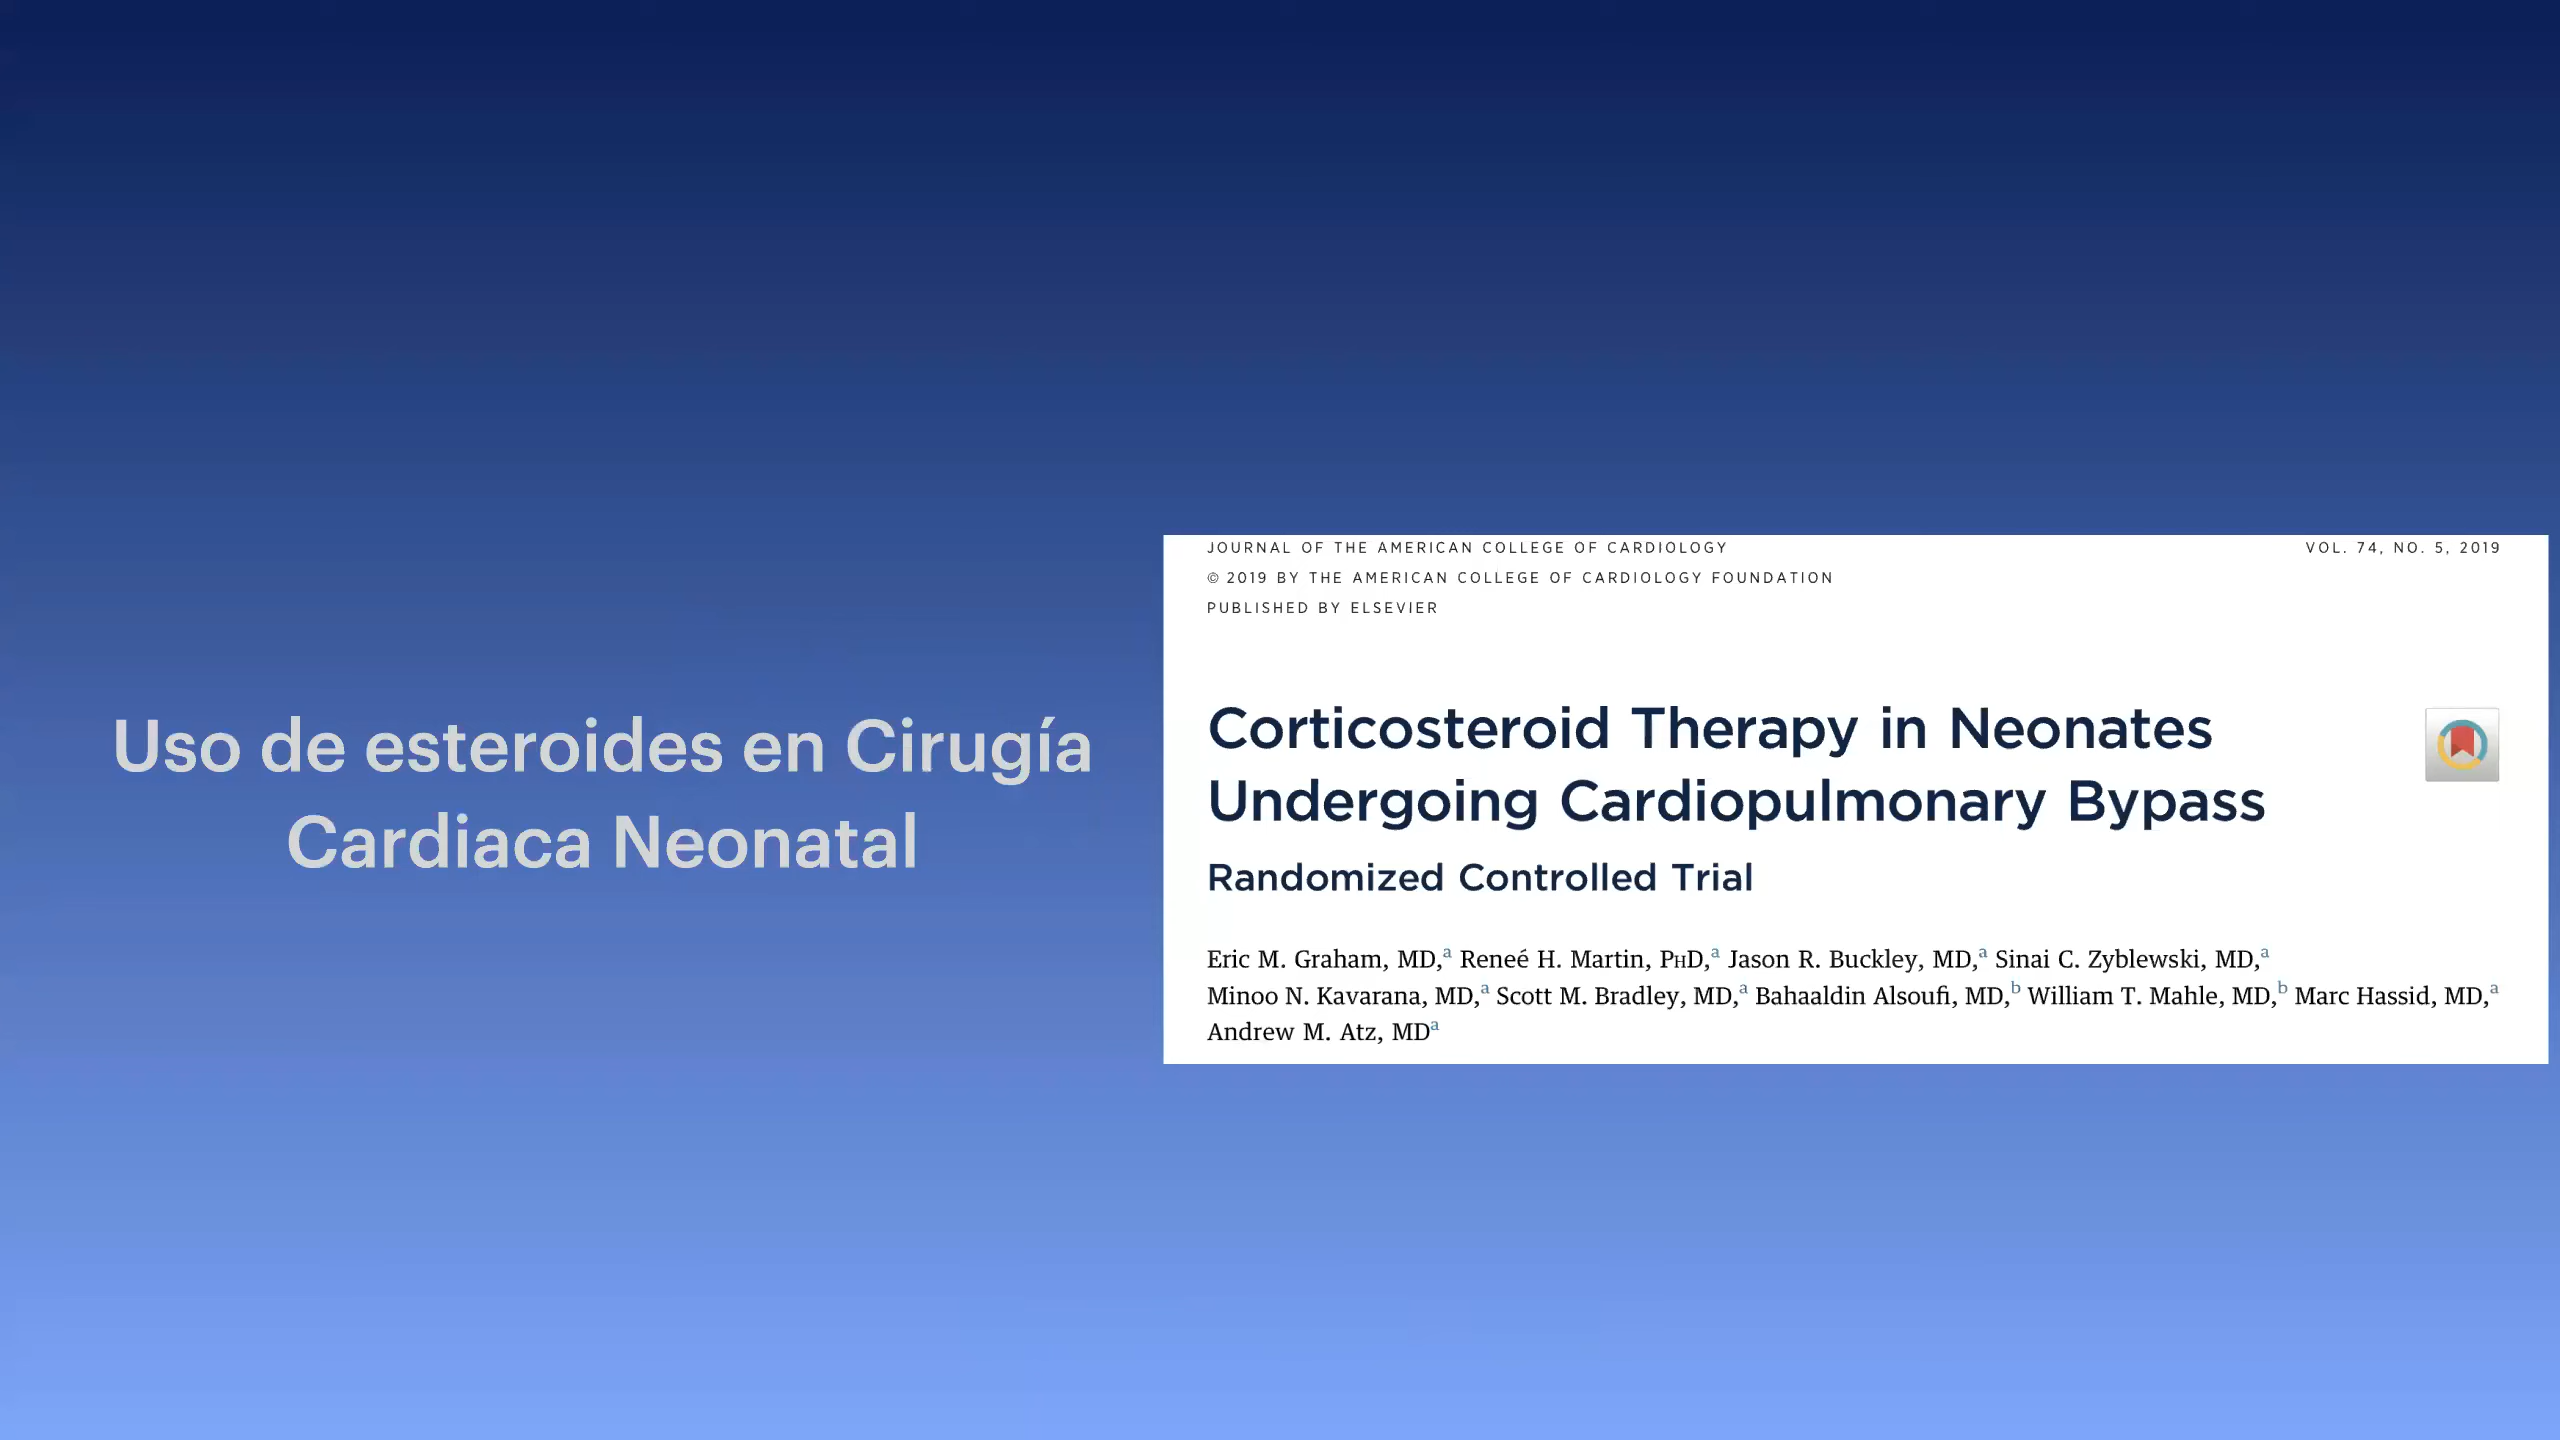 Uso de esteroides en Cirugía
Cardiaca Neonatal
JOURNAL OF THE AMERICAN COLLEGE OF CARDIOLOGY
VOL. 74, NO. 5, 2019
© 2019 BY THE AMERICAN COLLEGE OF CARDIOLOGY FOUNDATION
PUBLISHED BY ELSEVIER
Corticosteroid Therapy in Neonates
Undergoing Cardiopulmonary Bypass
Randomized Controlled Trial
Eric M. Graham, MD,a Reneé H. Martin, PhD,a Jason R. Buckley, MD,a Sinai C. Zyblewski, MD,a
Minoo N. Kavarana, MD,a Scott M. Bradley, MD,a Bahaaldin Alsoufi, MD,b William T. Mahle, MD,b Marc Hassid, MD,a
Andrew M. Atz, MDa